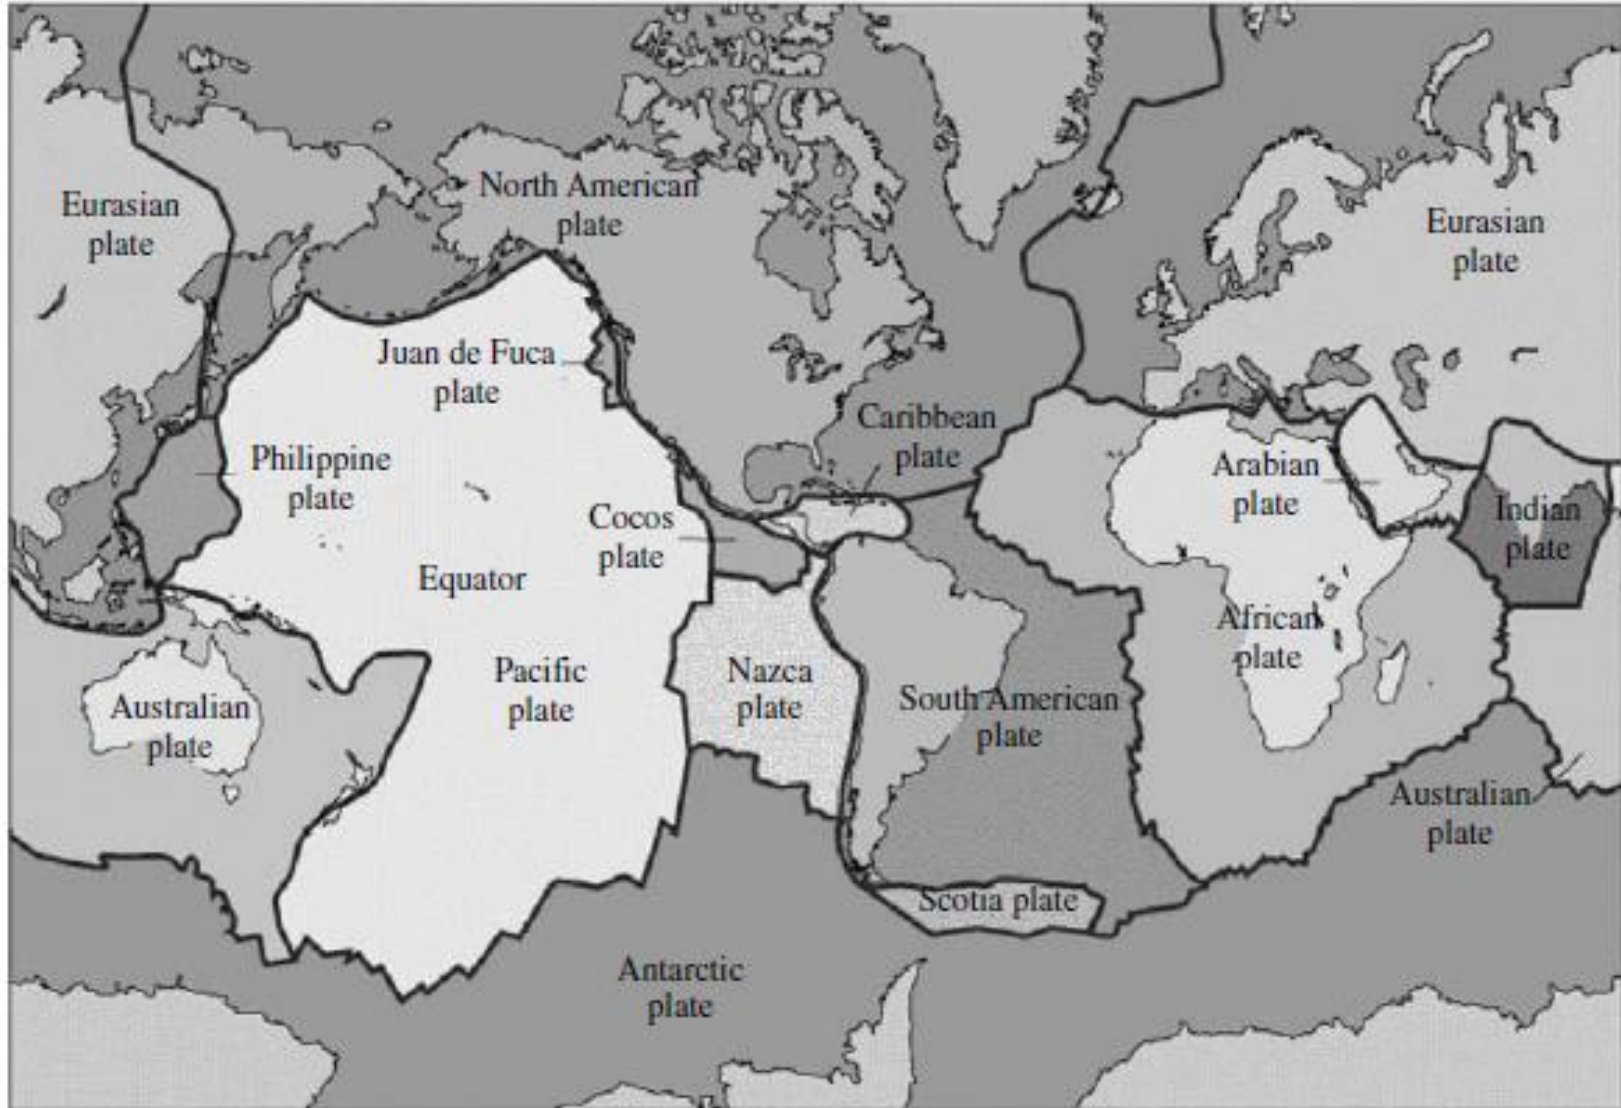 North American
plate
Eurasian
plate
Eurasian
plate
Juan de Fuca
plate
Caribbean
plate
Philippine
plate
Arabian
plate
Cocos
plate
Indian
plate
Equator
African
plate
Pacific
plate
Nazca
plate
South American
plate
Australian
plate
Australian
plate
Scotia plate
Antarctic
plate